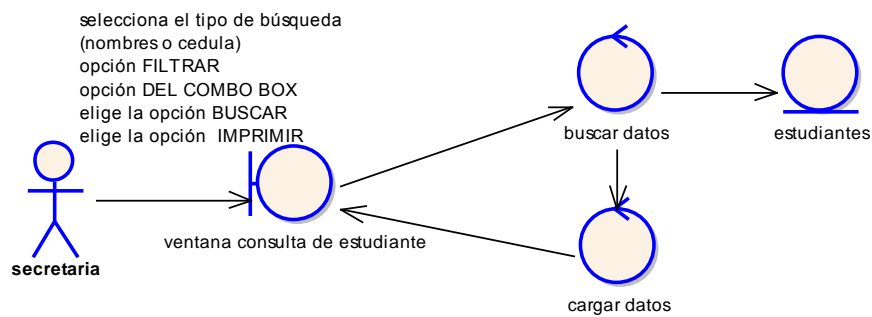 selecciona el tipo de búsqueda
(nombres o cedula)
opción FILTRAR
opción DEL COMBO BOX
elige la opción BUSCAR
elige la opción IMPRIMIR
buscar datos
estudiantes
ventana consulta de estudiante
secretaria
cargar datos